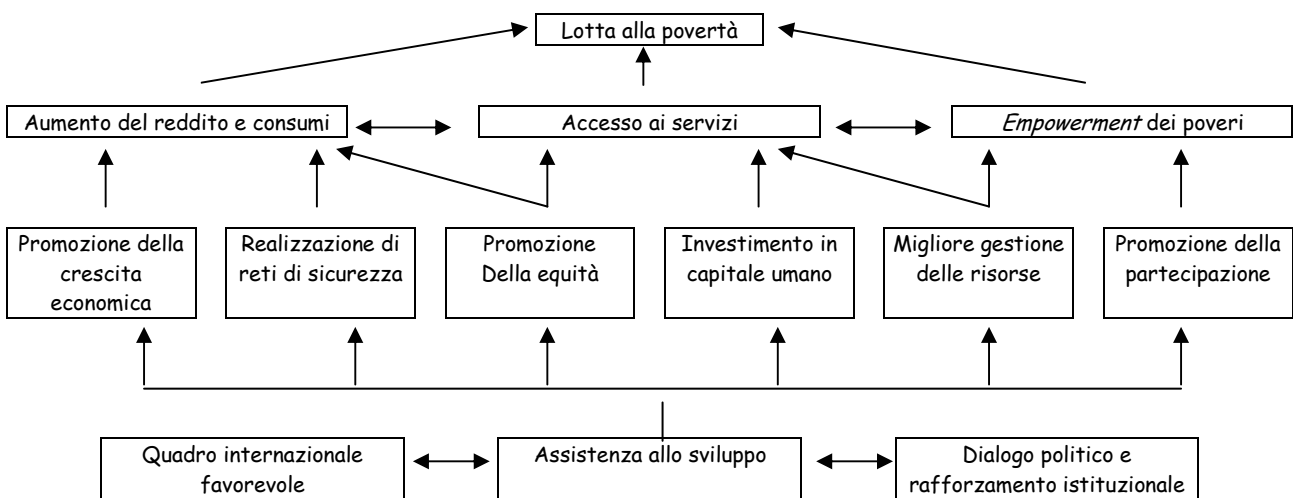 Lotta alla povertà
Aumento del reddito e consumi
Accesso ai servizi
Empowerment dei poveri
Promozione della
crescita
economica
Realizzazione di
reti di sicurezza
Promozione
Della equità
Investimento in
capitale umano
Migliore gestione
delle risorse
Promozione della
partecipazione
Quadro internazionale
favorevole
Assistenza allo sviluppo
Dialogo politico e
rafforzamento istituzionale